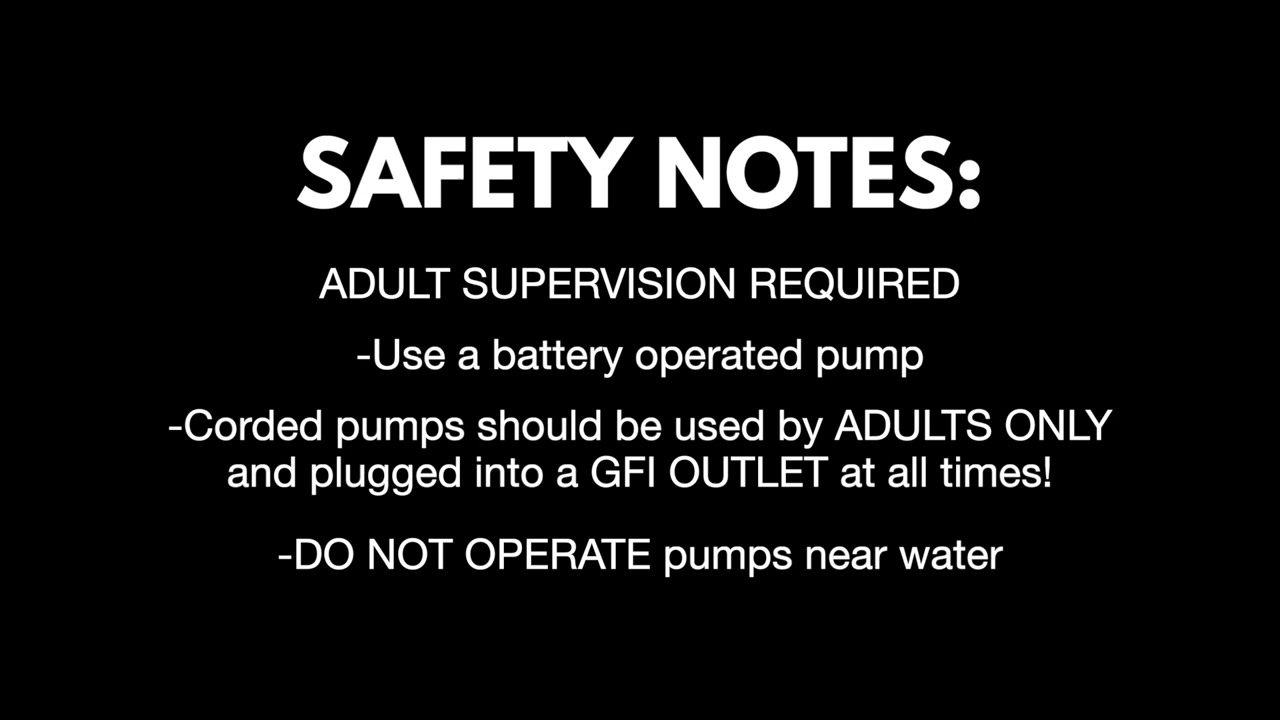 SAFETY NOTES:
ADULT SUPERVISION REQUIRED
-Use a battery operated pump
-Corded pumps should be used by ADULTS ONLY
and plugged into a GFI OUTLET at all times!
-DO NOT OPERATE pumps near water